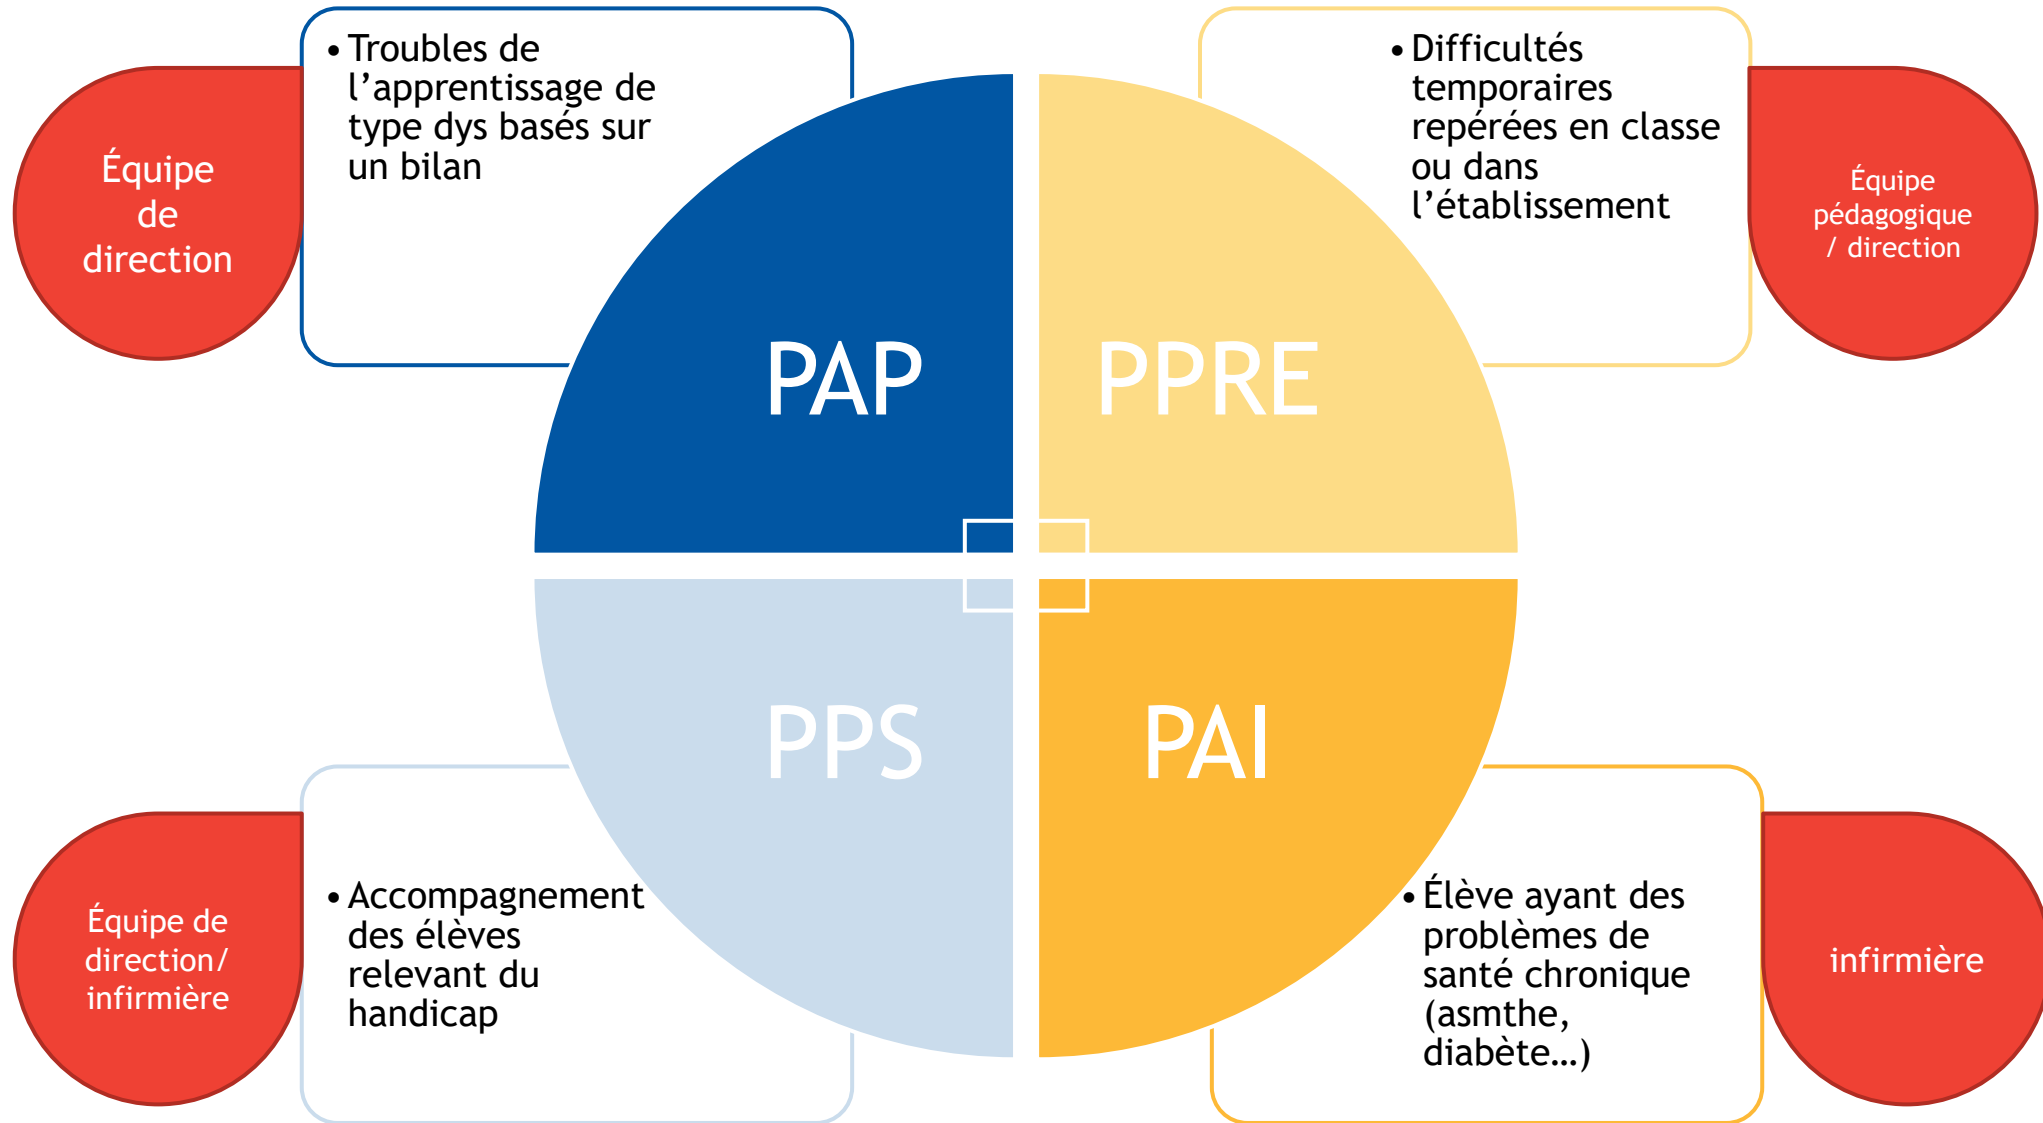 Équipe
de
direction
• Troubles de
l’apprentissage de
type dys basés sur
un bilan
PAP
• Difficultés
temporaires
repérées en classe
ou dans
l’établissement
Équipe
pédagogique
/ direction
PPRE
Équipe de
direction/
infirmière
• Accompagnement
des élèves
relevant du
handicap
PPS
PAI
• Élève ayant des
problèmes de
santé chronique
(asmthe,
diabète…)
infirmière